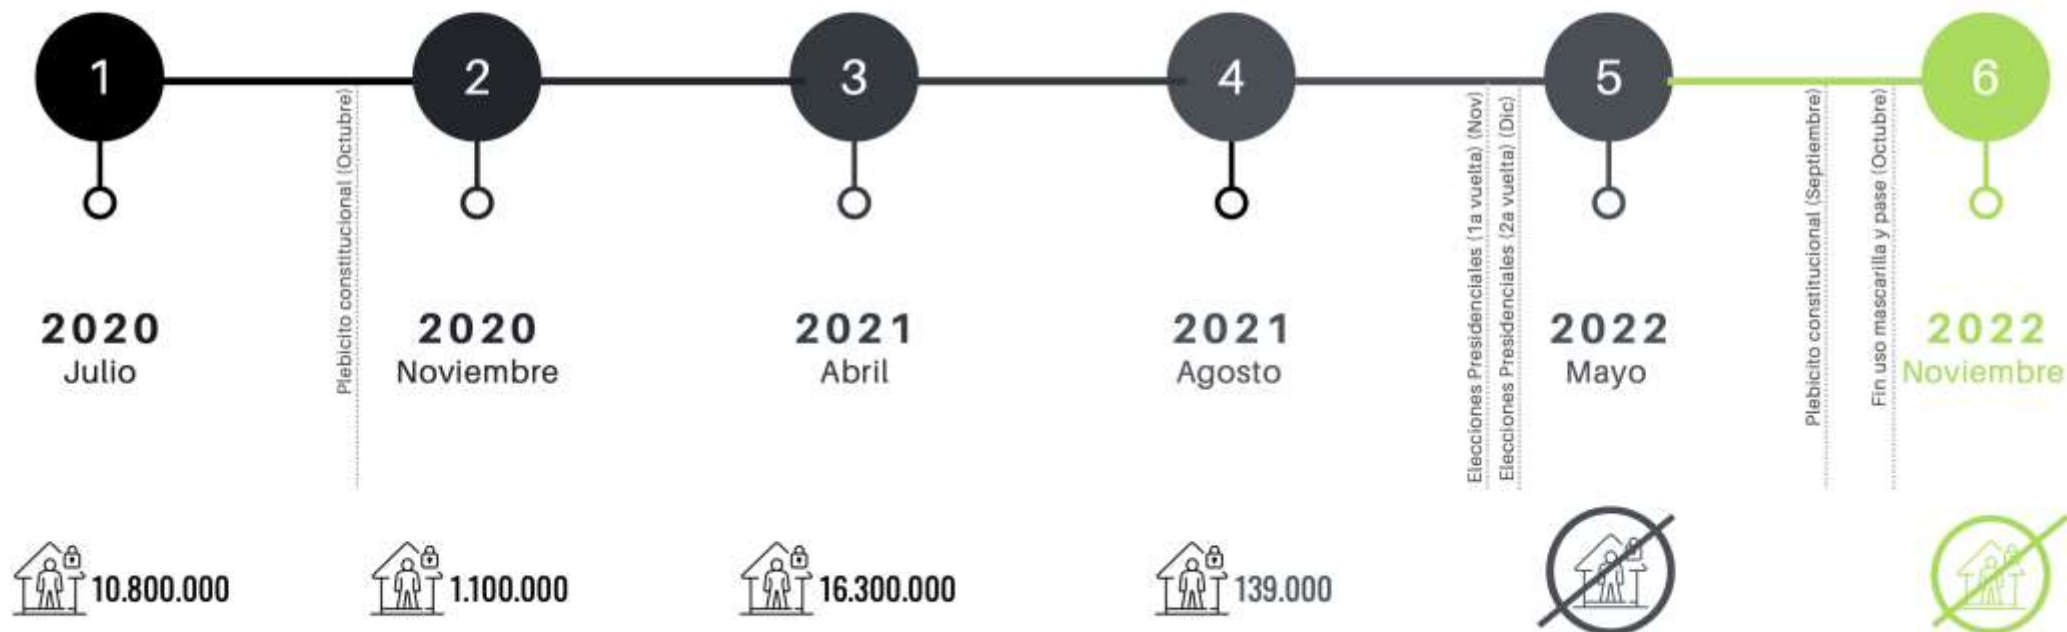 1
2
3
4
5
6
Plebicito constitucional (Octubre)
Elecciones Presidenciales (1a vuelta) (Nov)
Elecciones Presidenciales (2a vuelta) (Dic)
Plebicito constitucional (Septiembre)
Fin uso mascarilla y pase (Octubre)
2020
Julio
2020
Noviembre
2021
Abril
2021
Agosto
2022
Mayo
2022
Noviembre
10.800.000
1.100.000
16.300.000
139.000